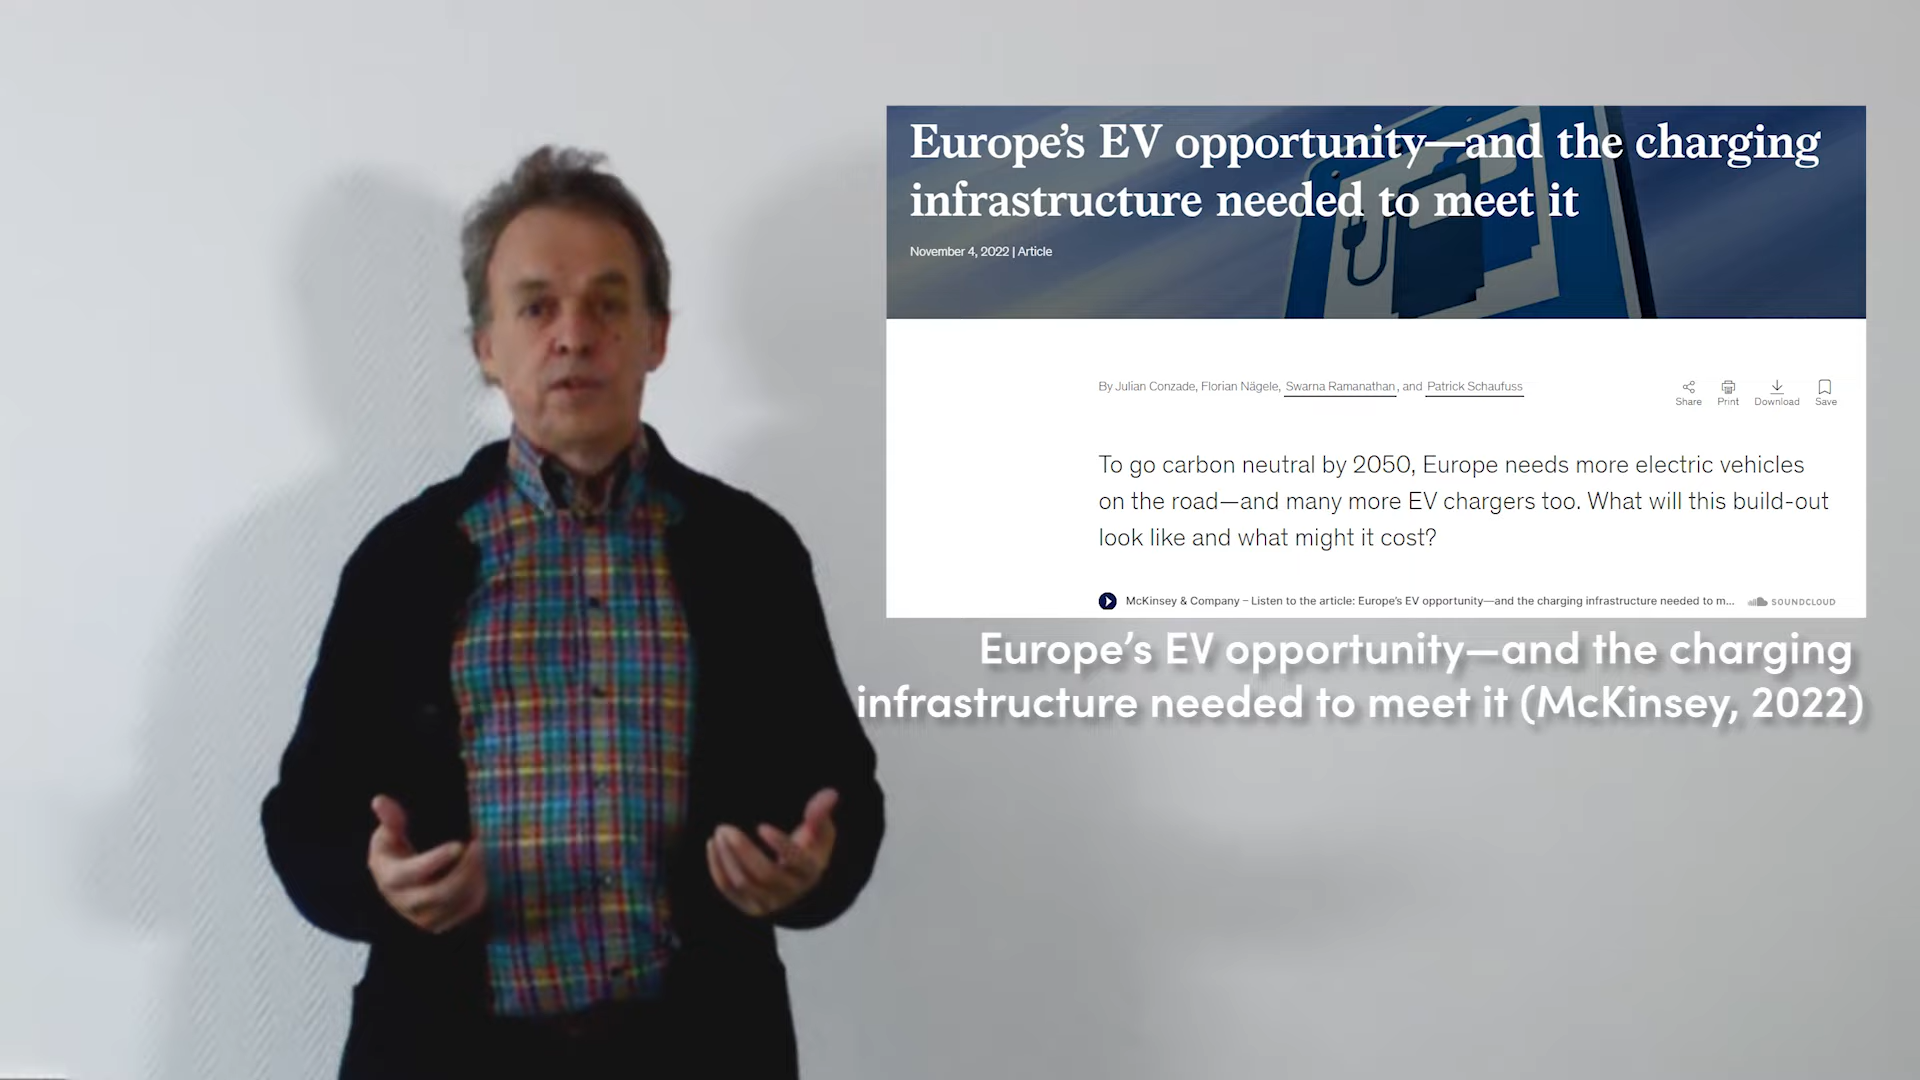 Europe's EV opportunity—and the charging
infrastructure needed to meet it
November 4, 2022 | Article
By Julian Conzade, Florian Nägele, Swarna Ramanathan, and Patrick Schaufuss
Share Print Download Save
To go carbon neutral by 2050, Europe needs more electric vehicles
on the road—and many more EV chargers too. What will this build-out
look like and what might it cost?
McKinsey & Company – Listen to the article: Europe's EV opportunity—and the charging infrastructure needed to m... SOUNDCLOUD
Europe's EV opportunity—and the charging
infrastructure needed to meet it (McKinsey, 2022)